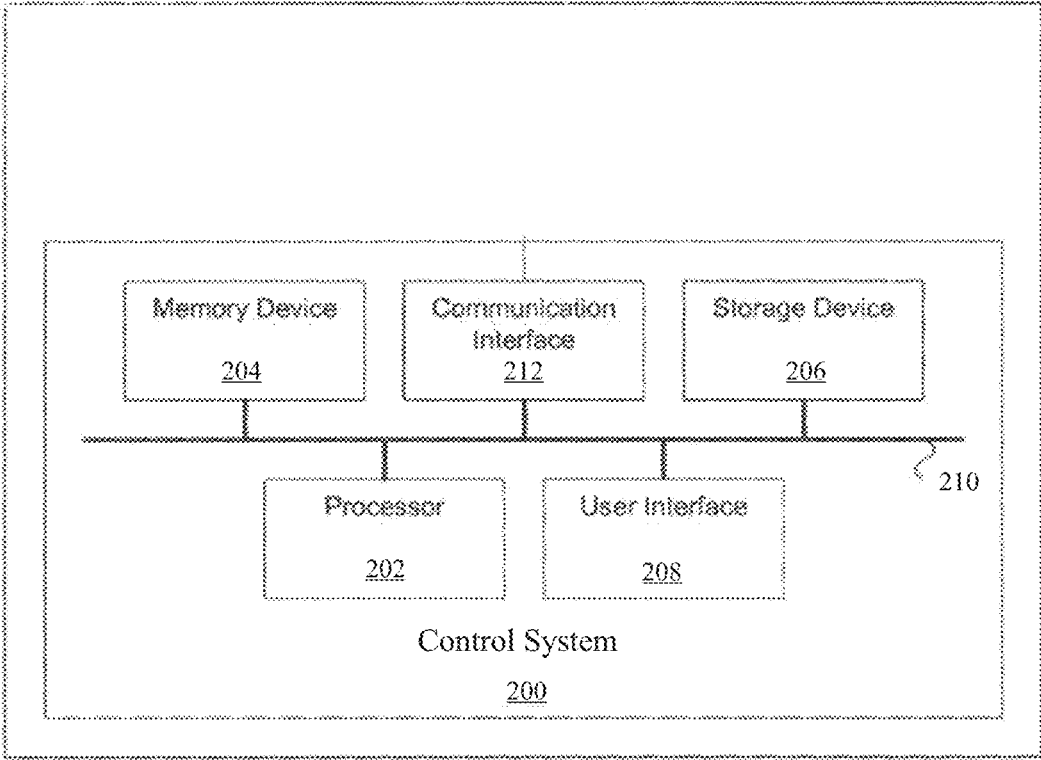 Memory Device
204
Communication
Interface
212
Storage Device
206
210
Processor
202
User Interface
208
Control System
200